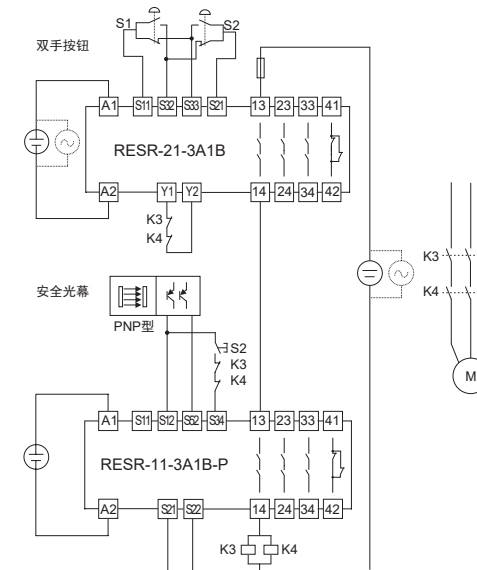 双手按钮
S1 S2
A1 S11 S32 S33 S21 13 23 33 41
RESR-21-3A1B
A2 Y1 Y2 14 24 34 42
K3
K4
安全光幕
PNP型
S2
K3
K4
K3
K4
M
A1 S11 S12 S52 S34 13 23 33 41
RESR-11-3A1B-P
A2 S21 S22 14 24 34 42
K3 K4